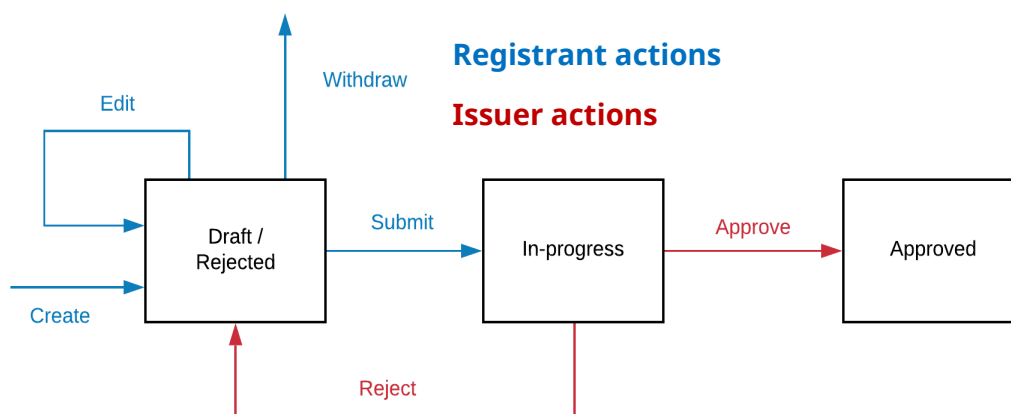 Registrant actions
Withdraw
Edit
Issuer actions
Submit
Approve
Draft /
Rejected
In-progress
Approved
Create
Reject